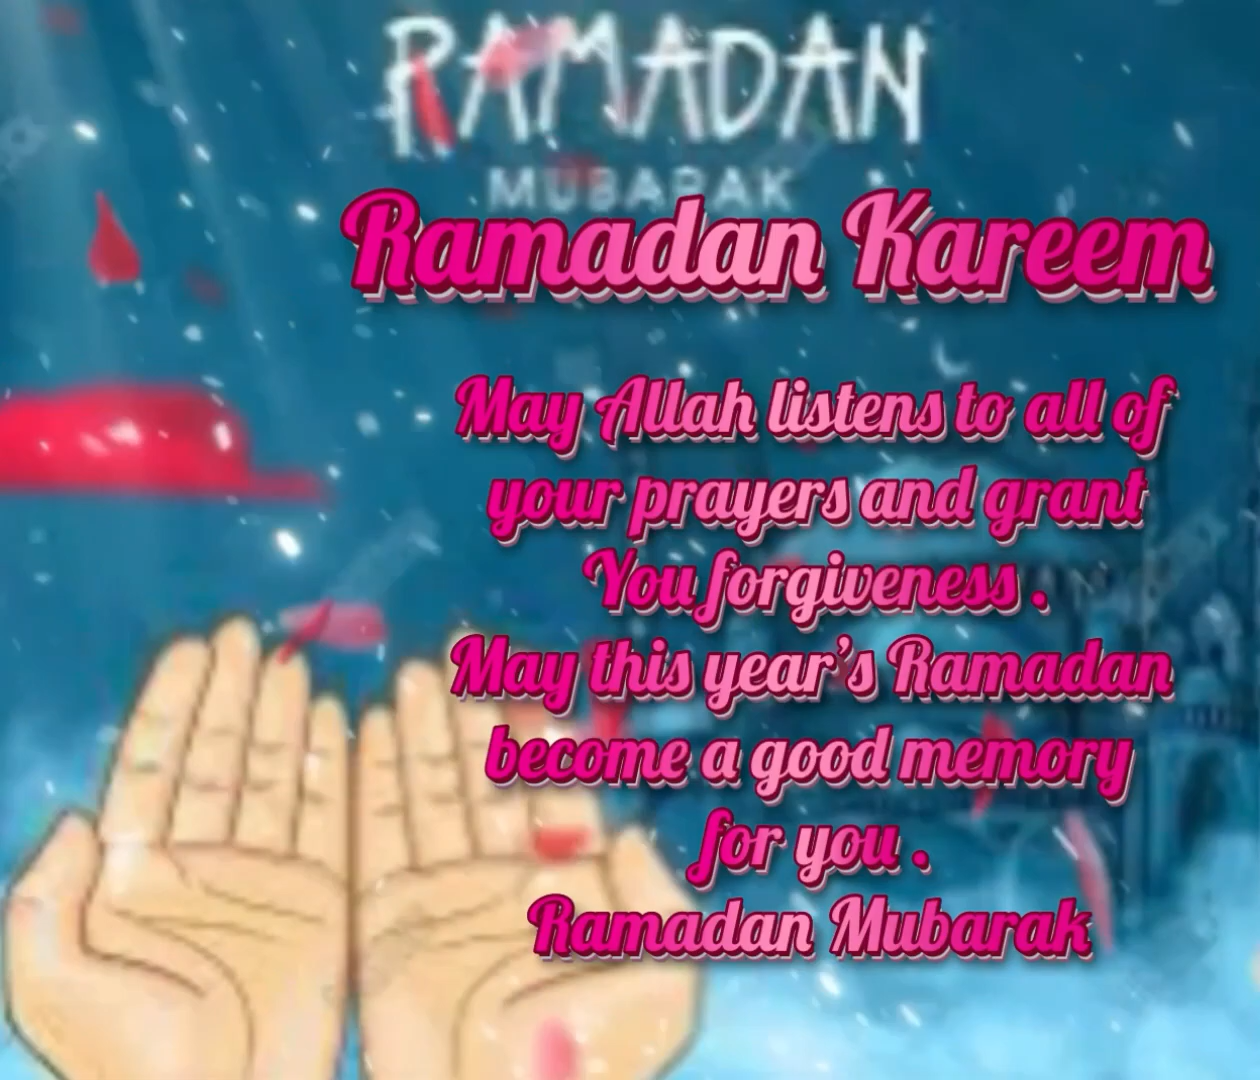 RAMADAN
MUBARAK
Ramadan Kareem
May Allah listens to all of
your prayers and grant
You forgiveness .
May this year's Ramadan
become a good memory
for you .
Ramadan Mubarak